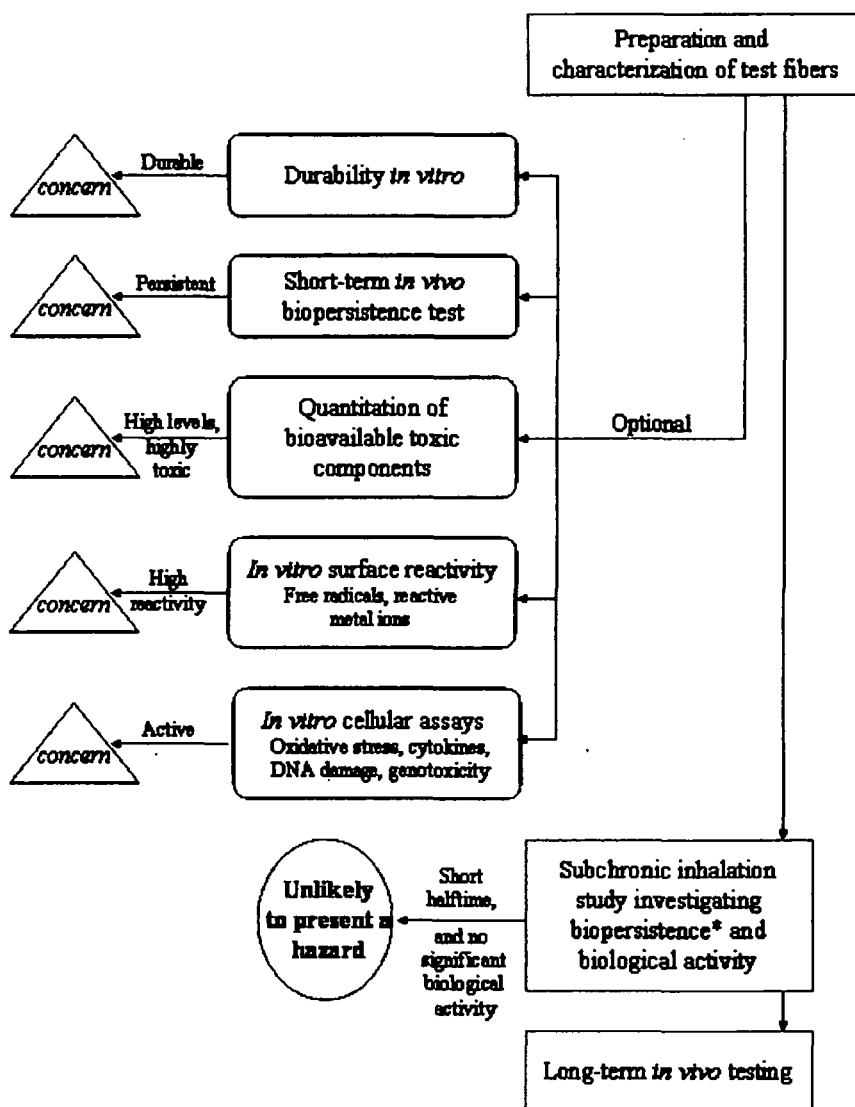 Preparation and
characterization of test fibers
concern
Durable
Durability in vitro
concern
Persistent
Short-term in vivo
biopersistence test
concern
High levels,
highly
toxic
Quantitation of
bioavailable toxic
components
Optional
concern
High
reactivity
In vitro surface reactivity
Free radicals, reactive
metal ions
concern
Active
In vitro cellular assays
Oxidative stress, cytokines,
DNA damage, genotoxicity
Unlikely
to present a
hazard
Short
halftime,
and no
significant
biological
activity
Subchronic inhalation
study investigating
biopersistence* and
biological activity
Long-term in vivo testing